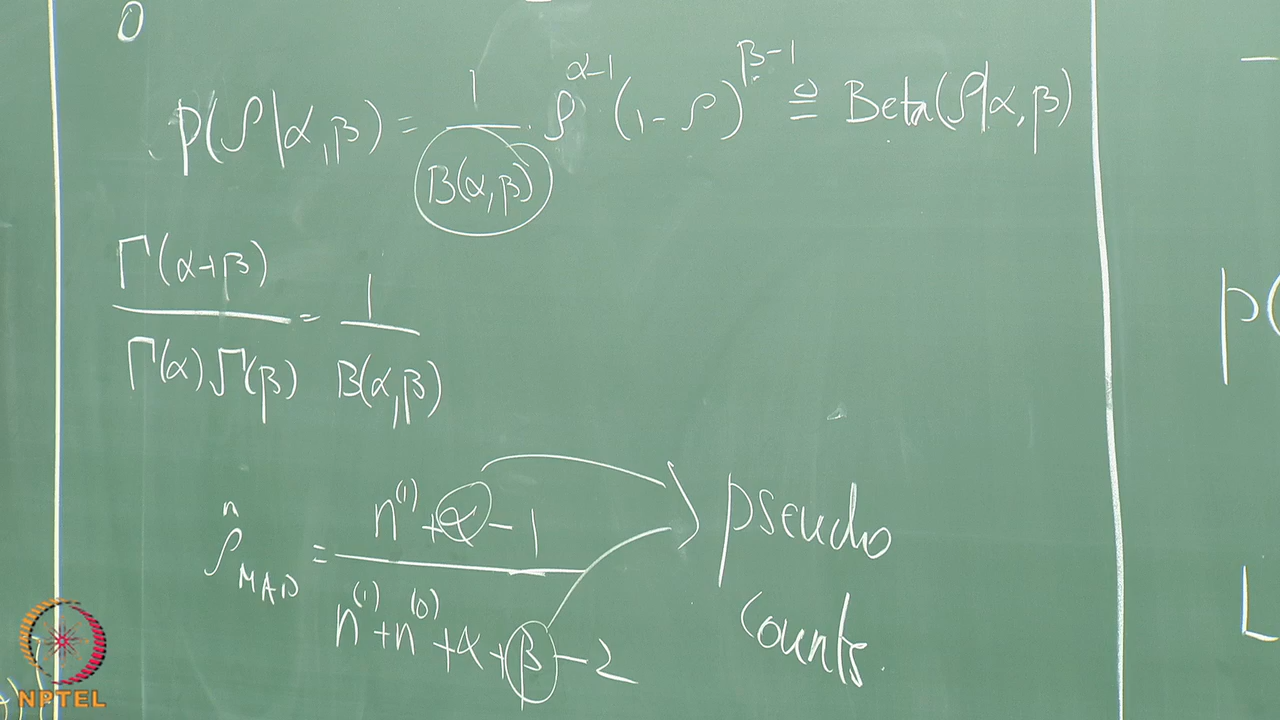 0
p(ρ|α,β) = 1/B(α,β) · ρ^(α-1) (1-ρ)^(β-1) ≙ Beta(ρ|α,β)
Γ(α+β)/Γ(α)Γ(β) = 1/B(α,β)
ρ̂_MAP = (n^(1) + α - 1)/(n^(1) + n^(0) + α + β - 2)
pseudo
counts.
p(
L
NPTEL